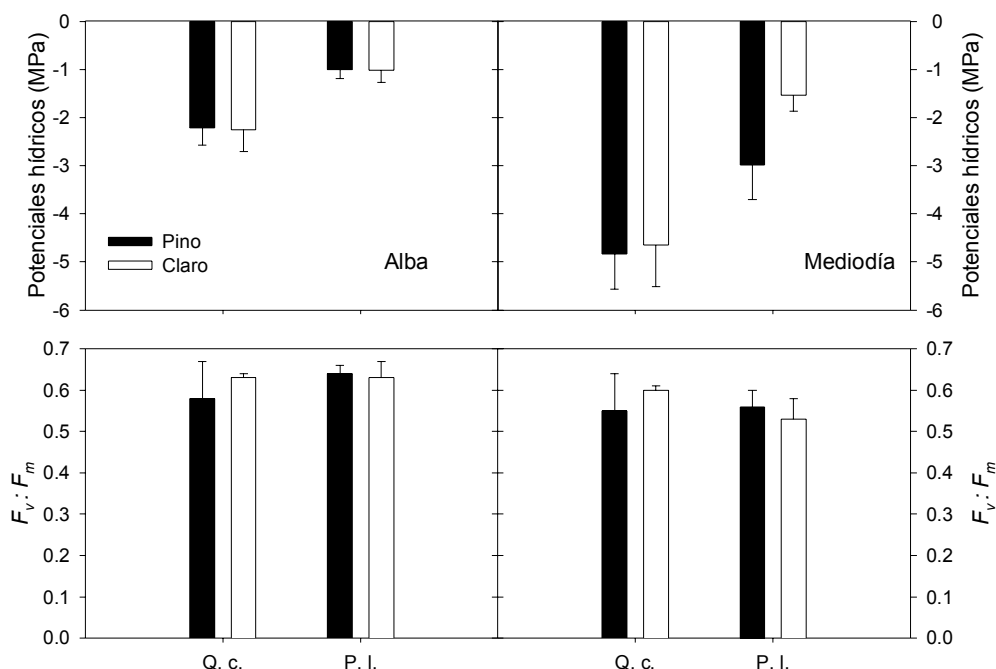 Potenciales hídricos (MPa)
0
-1
-2
-3
-4
-5
-6
Pino
Claro
Alba
Mediodía
0
-1
-2
-3
-4
-5
-6
Potenciales hídricos (MPa)
Fv : Fm
0.7
0.6
0.5
0.4
0.3
0.2
0.1
0.0
Q. c.
P. l.
Q. c.
P. l.
0.7
0.6
0.5
0.4
0.3
0.2
0.1
0.0
Fv : Fm